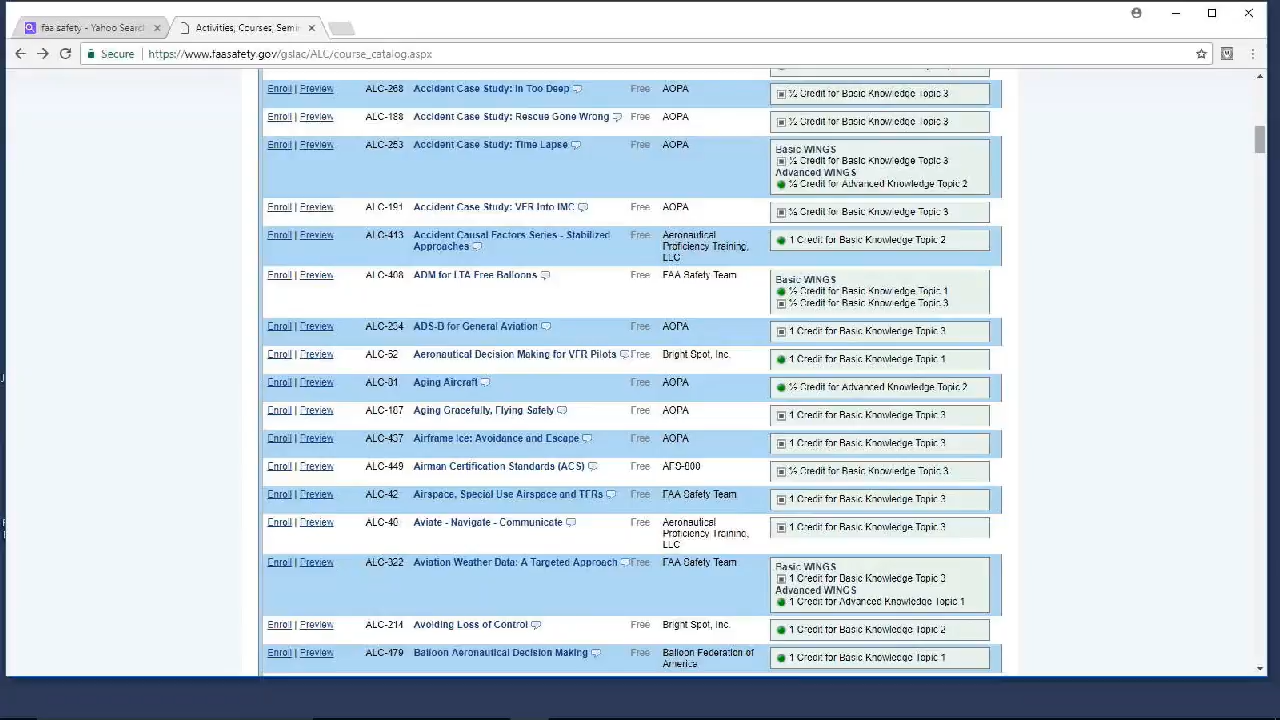 faa safety - Yahoo Search
Activities, Courses, Semin
Secure https://www.faasafety.gov/gslac/ALC/course_catalog.aspx
Enroll | Preview ALC-268 Accident Case Study: In Too Deep Free AOPA ½ Credit for Basic Knowledge Topic 3
Enroll | Preview ALC-188 Accident Case Study: Rescue Gone Wrong Free AOPA ½ Credit for Basic Knowledge Topic 3
Enroll | Preview ALC-253 Accident Case Study: Time Lapse Free AOPA Basic WINGS
½ Credit for Basic Knowledge Topic 3
Advanced WINGS
½ Credit for Advanced Knowledge Topic 2
Enroll | Preview ALC-191 Accident Case Study: VFR Into IMC Free AOPA ½ Credit for Basic Knowledge Topic 3
Enroll | Preview ALC-413 Accident Causal Factors Series - Stabilized Free Aeronautical 1 Credit for Basic Knowledge Topic 2
Approaches Proficiency Training,
LLC
Enroll | Preview ALC-408 ADM for LTA Free Balloons Free FAA Safety Team Basic WINGS
½ Credit for Basic Knowledge Topic 1
½ Credit for Basic Knowledge Topic 3
Enroll | Preview ALC-234 ADS-B for General Aviation Free AOPA 1 Credit for Basic Knowledge Topic 3
Enroll | Preview ALC-62 Aeronautical Decision Making for VFR Pilots Free Bright Spot, Inc. 1 Credit for Basic Knowledge Topic 1
Enroll | Preview ALC-81 Aging Aircraft Free AOPA ½ Credit for Advanced Knowledge Topic 2
Enroll | Preview ALC-187 Aging Gracefully, Flying Safely Free AOPA 1 Credit for Basic Knowledge Topic 3
Enroll | Preview ALC-437 Airframe Ice: Avoidance and Escape Free AOPA 1 Credit for Basic Knowledge Topic 3
Enroll | Preview ALC-449 Airman Certification Standards (ACS) Free AFS-800 ½ Credit for Basic Knowledge Topic 3
Enroll | Preview ALC-42 Airspace, Special Use Airspace and TFRs Free FAA Safety Team 1 Credit for Basic Knowledge Topic 3
Enroll | Preview ALC-40 Aviate - Navigate - Communicate Free Aeronautical 1 Credit for Basic Knowledge Topic 3
Proficiency Training,
LLC
Enroll | Preview ALC-322 Aviation Weather Data: A Targeted Approach Free FAA Safety Team Basic WINGS
1 Credit for Basic Knowledge Topic 3
Advanced WINGS
1 Credit for Advanced Knowledge Topic 1
Enroll | Preview ALC-214 Avoiding Loss of Control Free Bright Spot, Inc. 1 Credit for Basic Knowledge Topic 2
Enroll | Preview ALC-479 Balloon Aeronautical Decision Making Free Balloon Federation of 1 Credit for Basic Knowledge Topic 1
America